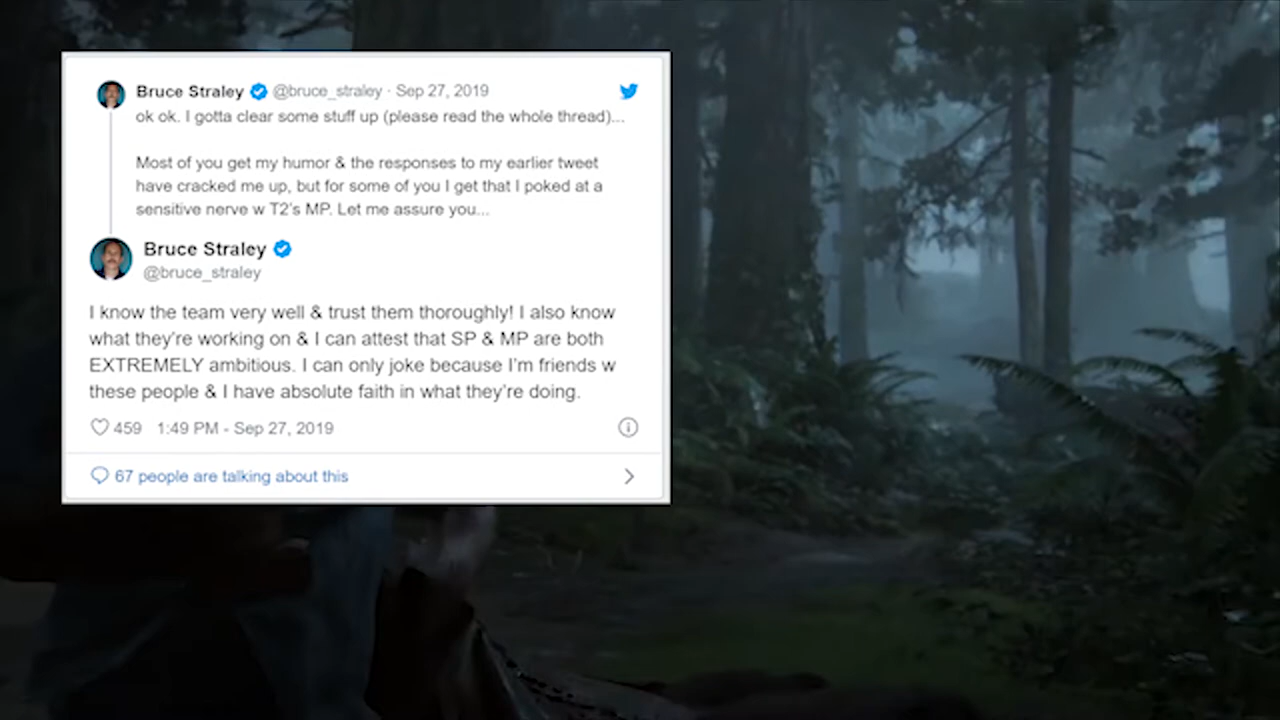 Bruce Straley @bruce_straley · Sep 27, 2019
ok ok. I gotta clear some stuff up (please read the whole thread)...
Most of you get my humor & the responses to my earlier tweet
have cracked me up, but for some of you I get that I poked at a
sensitive nerve w T2's MP. Let me assure you...
Bruce Straley
@bruce_straley
I know the team very well & trust them thoroughly! I also know
what they're working on & I can attest that SP & MP are both
EXTREMELY ambitious. I can only joke because I'm friends w
these people & I have absolute faith in what they're doing.
459 1:49 PM - Sep 27, 2019
67 people are talking about this